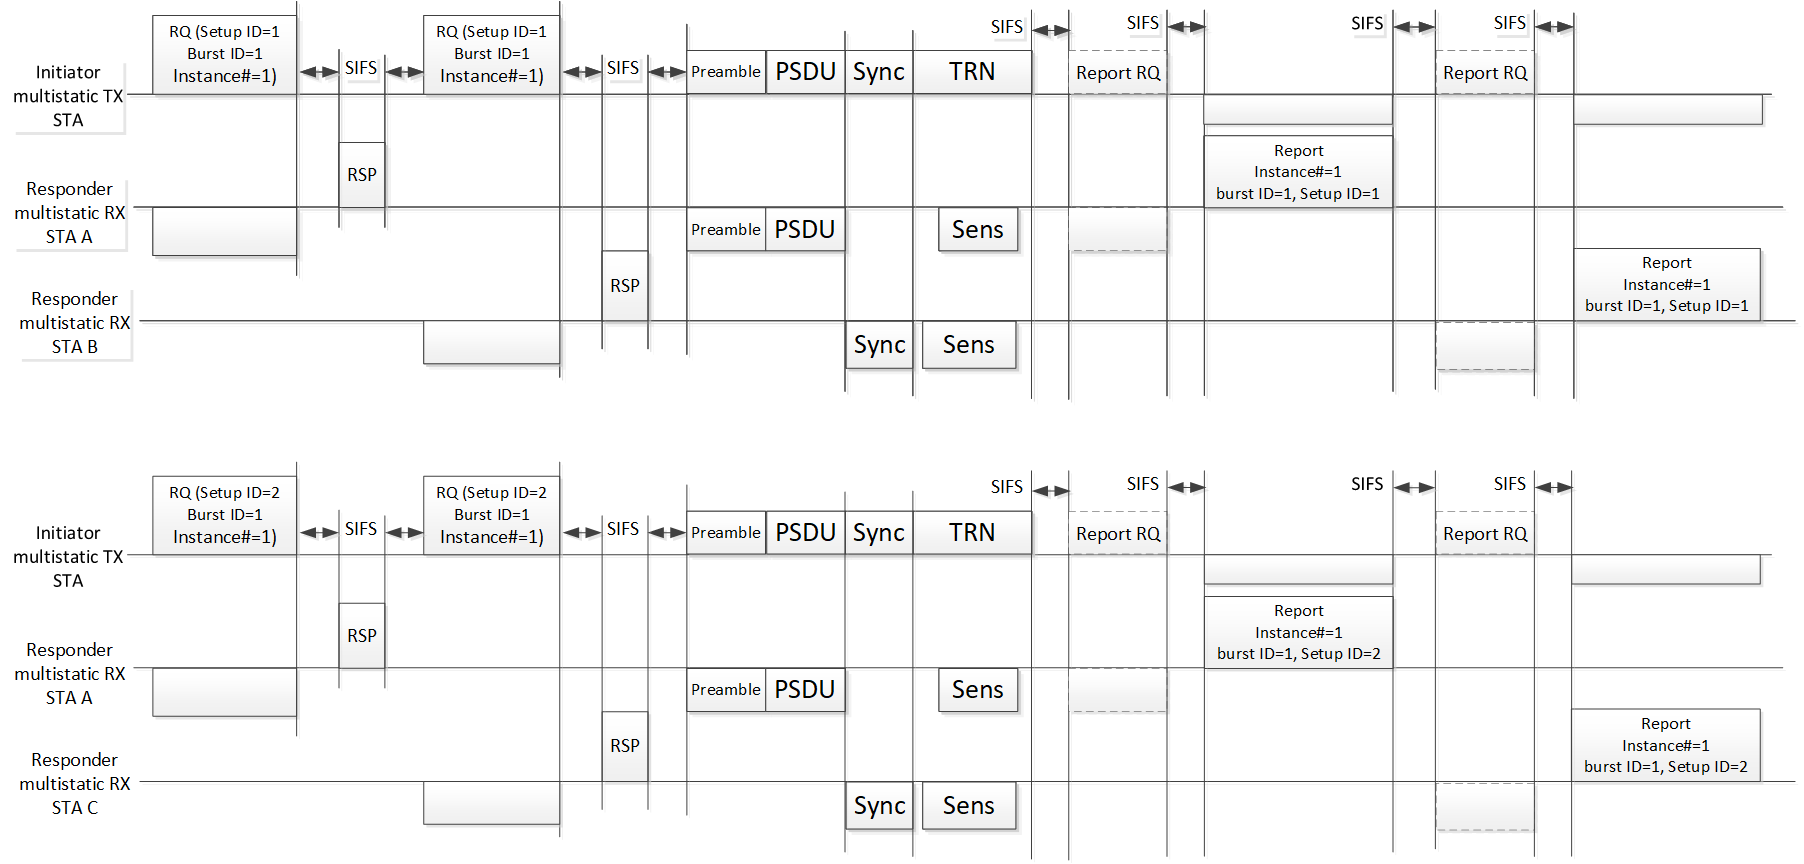 RQ (Setup ID=1
Burst ID=1
Instance#=1)
SIFS
RQ (Setup ID=1
Burst ID=1
Instance#=1)
SIFS
Preamble
PSDU
Sync
TRN
SIFS
Report RQ
SIFS
SIFS
Report RQ
SIFS
Initiator
multistatic TX
STA
RSP
Report
Instance#=1
burst ID=1, Setup ID=1
Responder
multistatic RX
STA A
Preamble
PSDU
Sens
RSP
Report
Instance#=1
burst ID=1, Setup ID=1
Responder
multistatic RX
STA B
Sync
Sens
RQ (Setup ID=2
Burst ID=1
Instance#=1)
SIFS
RQ (Setup ID=2
Burst ID=1
Instance#=1)
SIFS
Preamble
PSDU
Sync
TRN
SIFS
Report RQ
SIFS
SIFS
Report RQ
SIFS
Initiator
multistatic TX
STA
RSP
Report
Instance#=1
burst ID=1, Setup ID=2
Responder
multistatic RX
STA A
Preamble
PSDU
Sens
RSP
Report
Instance#=1
burst ID=1, Setup ID=2
Responder
multistatic RX
STA C
Sync
Sens